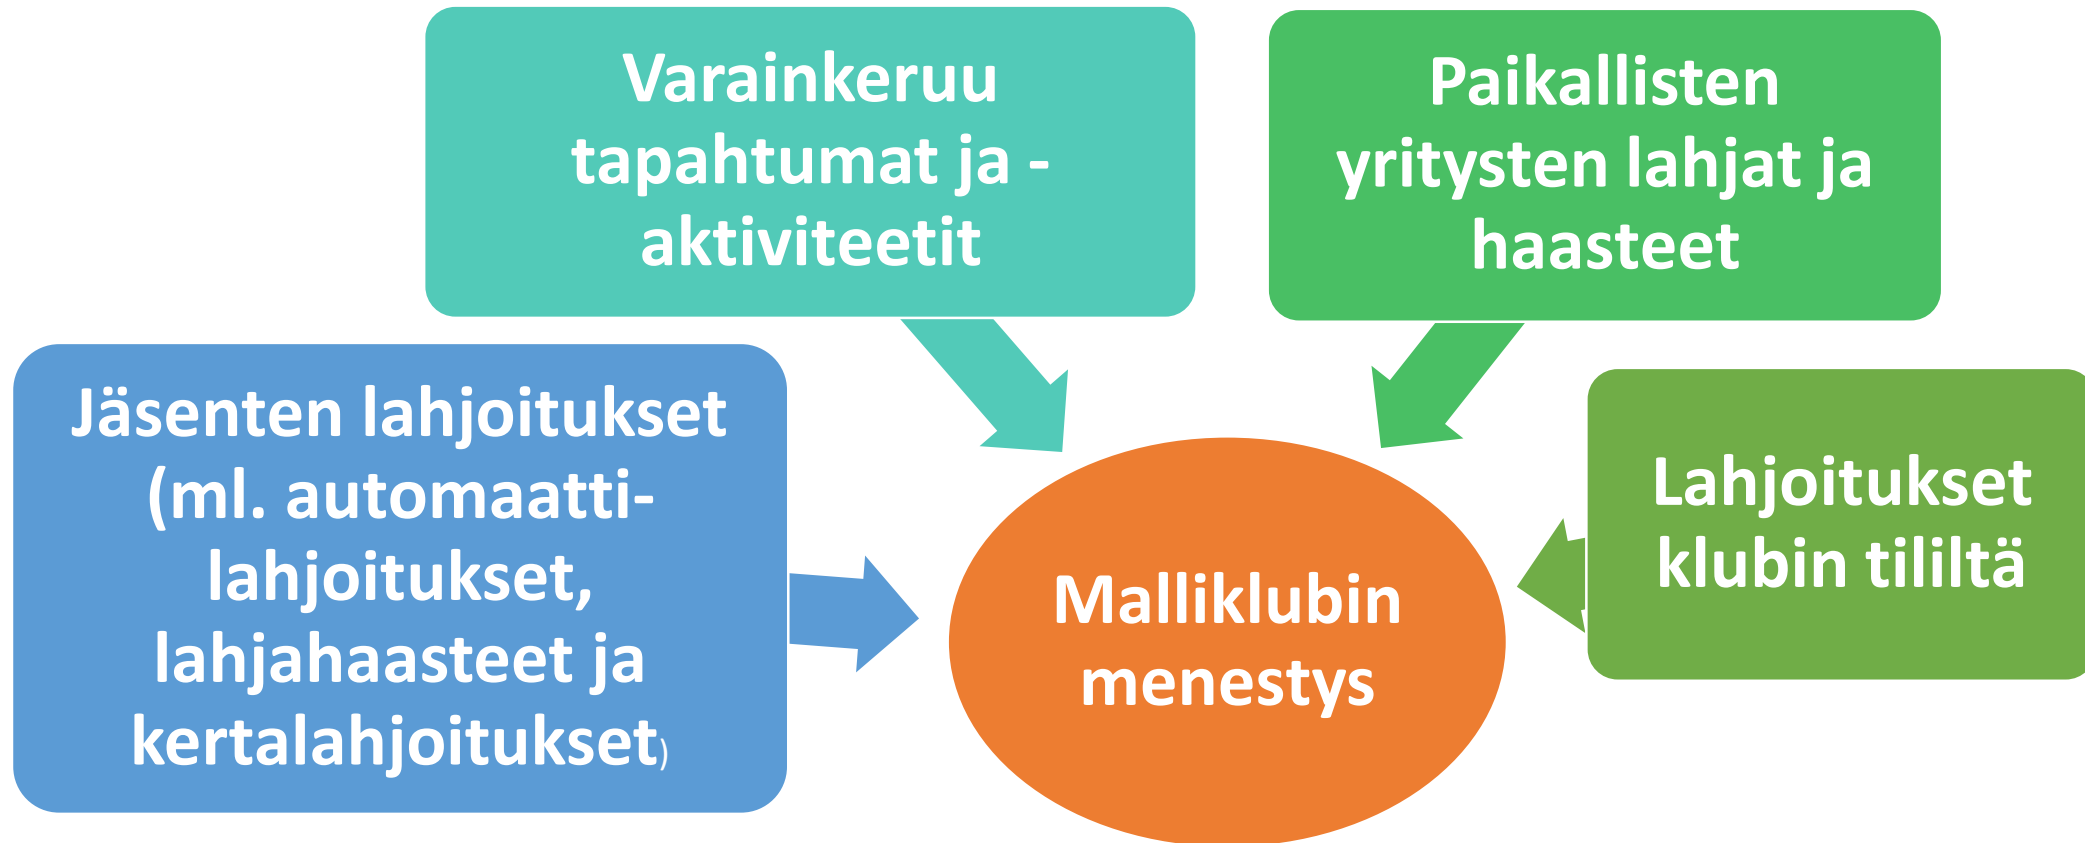 Varainkeruu
tapahtumat ja -
aktiviteetit
Paikallisten
yritysten lahjat ja
haasteet
Jäsenten lahjoitukset
(ml. automaatti-
lahjoitukset,
lahjahaasteet ja
kertalahjoitukset)
Lahjoitukset
klubin tililtä
Malliklubin
menestys